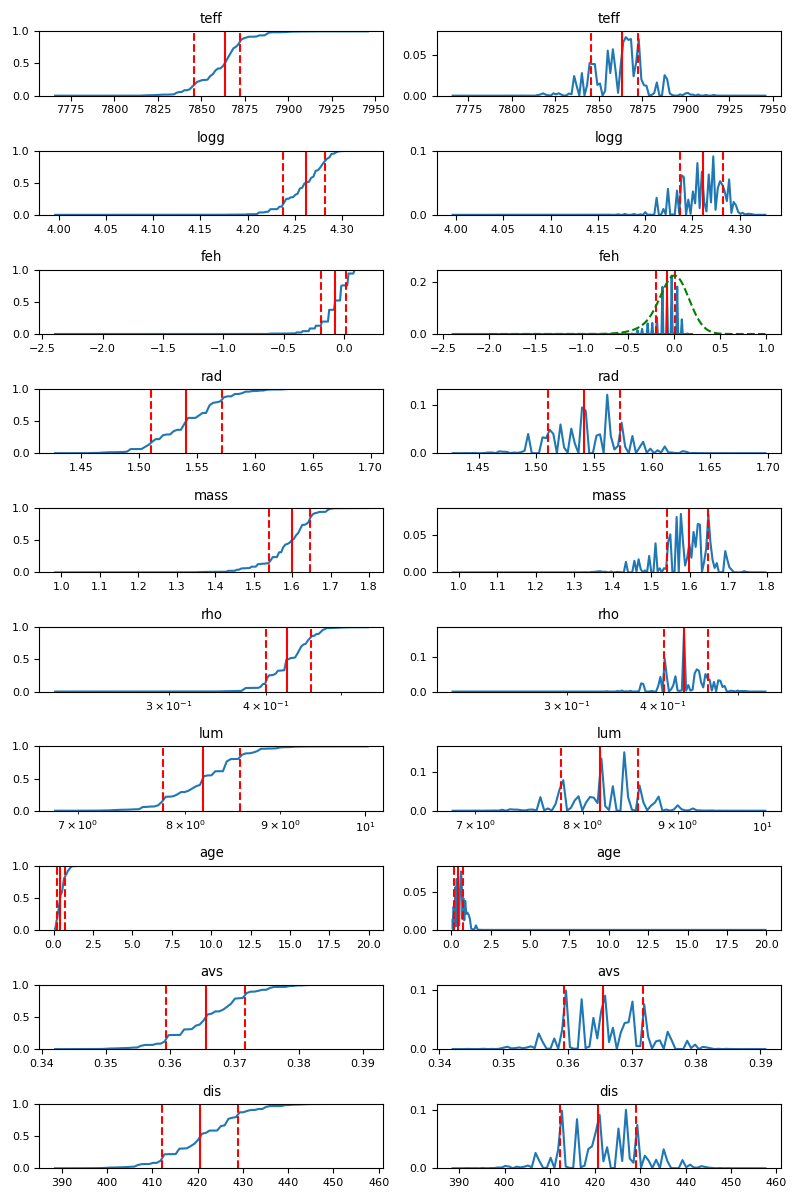 teff teff
1.0
0.5
0.0
0.05
0.00
7775 7800 7825 7850 7875 7900 7925 7950 7775 7800 7825 7850 7875 7900 7925 7950
logg logg
1.0
0.5
0.0
0.1
0.0
4.00 4.05 4.10 4.15 4.20 4.25 4.30 4.00 4.05 4.10 4.15 4.20 4.25 4.30
feh feh
1.0
0.5
0.0
0.2
0.0
−2.5 −2.0 −1.5 −1.0 −0.5 0.0 −2.5 −2.0 −1.5 −1.0 −0.5 0.0 0.5 1.0
rad rad
1.0
0.5
0.0
0.1
0.0
1.45 1.50 1.55 1.60 1.65 1.70 1.45 1.50 1.55 1.60 1.65 1.70
mass mass
1.0
0.5
0.0
0.05
0.00
1.0 1.1 1.2 1.3 1.4 1.5 1.6 1.7 1.8 1.0 1.1 1.2 1.3 1.4 1.5 1.6 1.7 1.8
rho rho
1.0
0.5
0.0
0.1
0.0
3 × 10⁻¹ 4 × 10⁻¹ 3 × 10⁻¹ 4 × 10⁻¹
lum lum
1.0
0.5
0.0
0.1
0.0
7 × 10⁰ 8 × 10⁰ 9 × 10⁰ 10¹ 7 × 10⁰ 8 × 10⁰ 9 × 10⁰ 10¹
age age
1.0
0.5
0.0
0.05
0.00
0.0 2.5 5.0 7.5 10.0 12.5 15.0 17.5 20.0 0.0 2.5 5.0 7.5 10.0 12.5 15.0 17.5 20.0
avs avs
1.0
0.5
0.0
0.1
0.0
0.34 0.35 0.36 0.37 0.38 0.39 0.34 0.35 0.36 0.37 0.38 0.39
dis dis
1.0
0.5
0.0
0.1
0.0
390 400 410 420 430 440 450 460 390 400 410 420 430 440 450 460